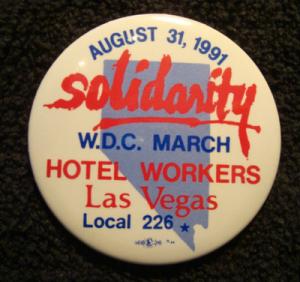 AUGUST 31, 1991
solidarity
W.D.C. MARCH
HOTEL WORKERS
Las Vegas
Local 226